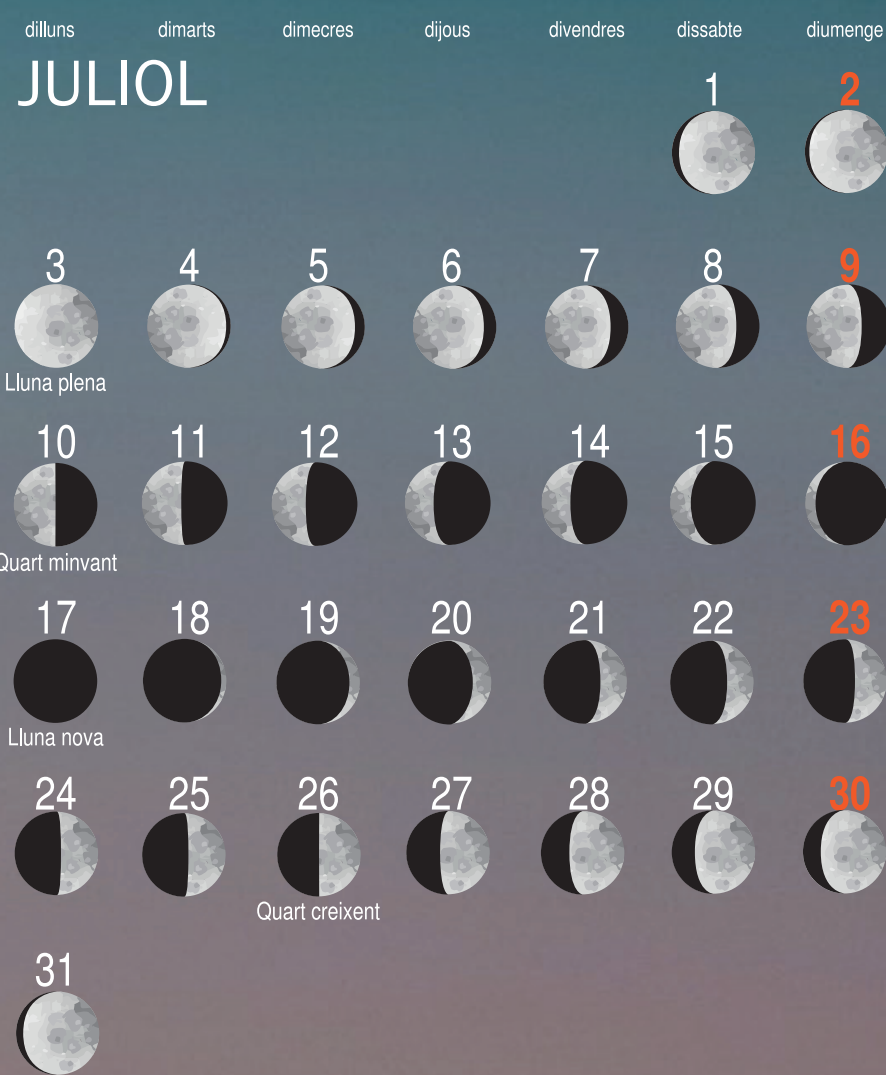 dilluns dimarts dimecres dijous divendres dissabte diumenge
JULIOL
1 2
3 4 5 6 7 8 9
Lluna plena
10 11 12 13 14 15 16
Quart minvant
17 18 19 20 21 22 23
Lluna nova
24 25 26 27 28 29 30
Quart creixent
31